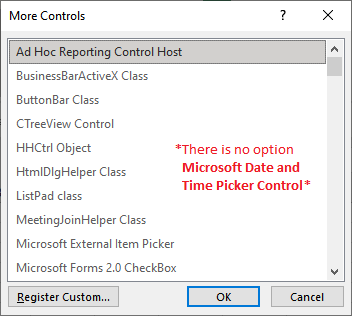 More Controls
Ad Hoc Reporting Control Host
BusinessBarActiveX Class
ButtonBar Class
CTreeView Control
HHCtrl Object
HtmlDlgHelper Class
ListPad class
MeetingJoinHelper Class
Microsoft External Item Picker
Microsoft Forms 2.0 CheckBox
*There is no option
Microsoft Date and
Time Picker Control*
Register Custom...
OK
Cancel